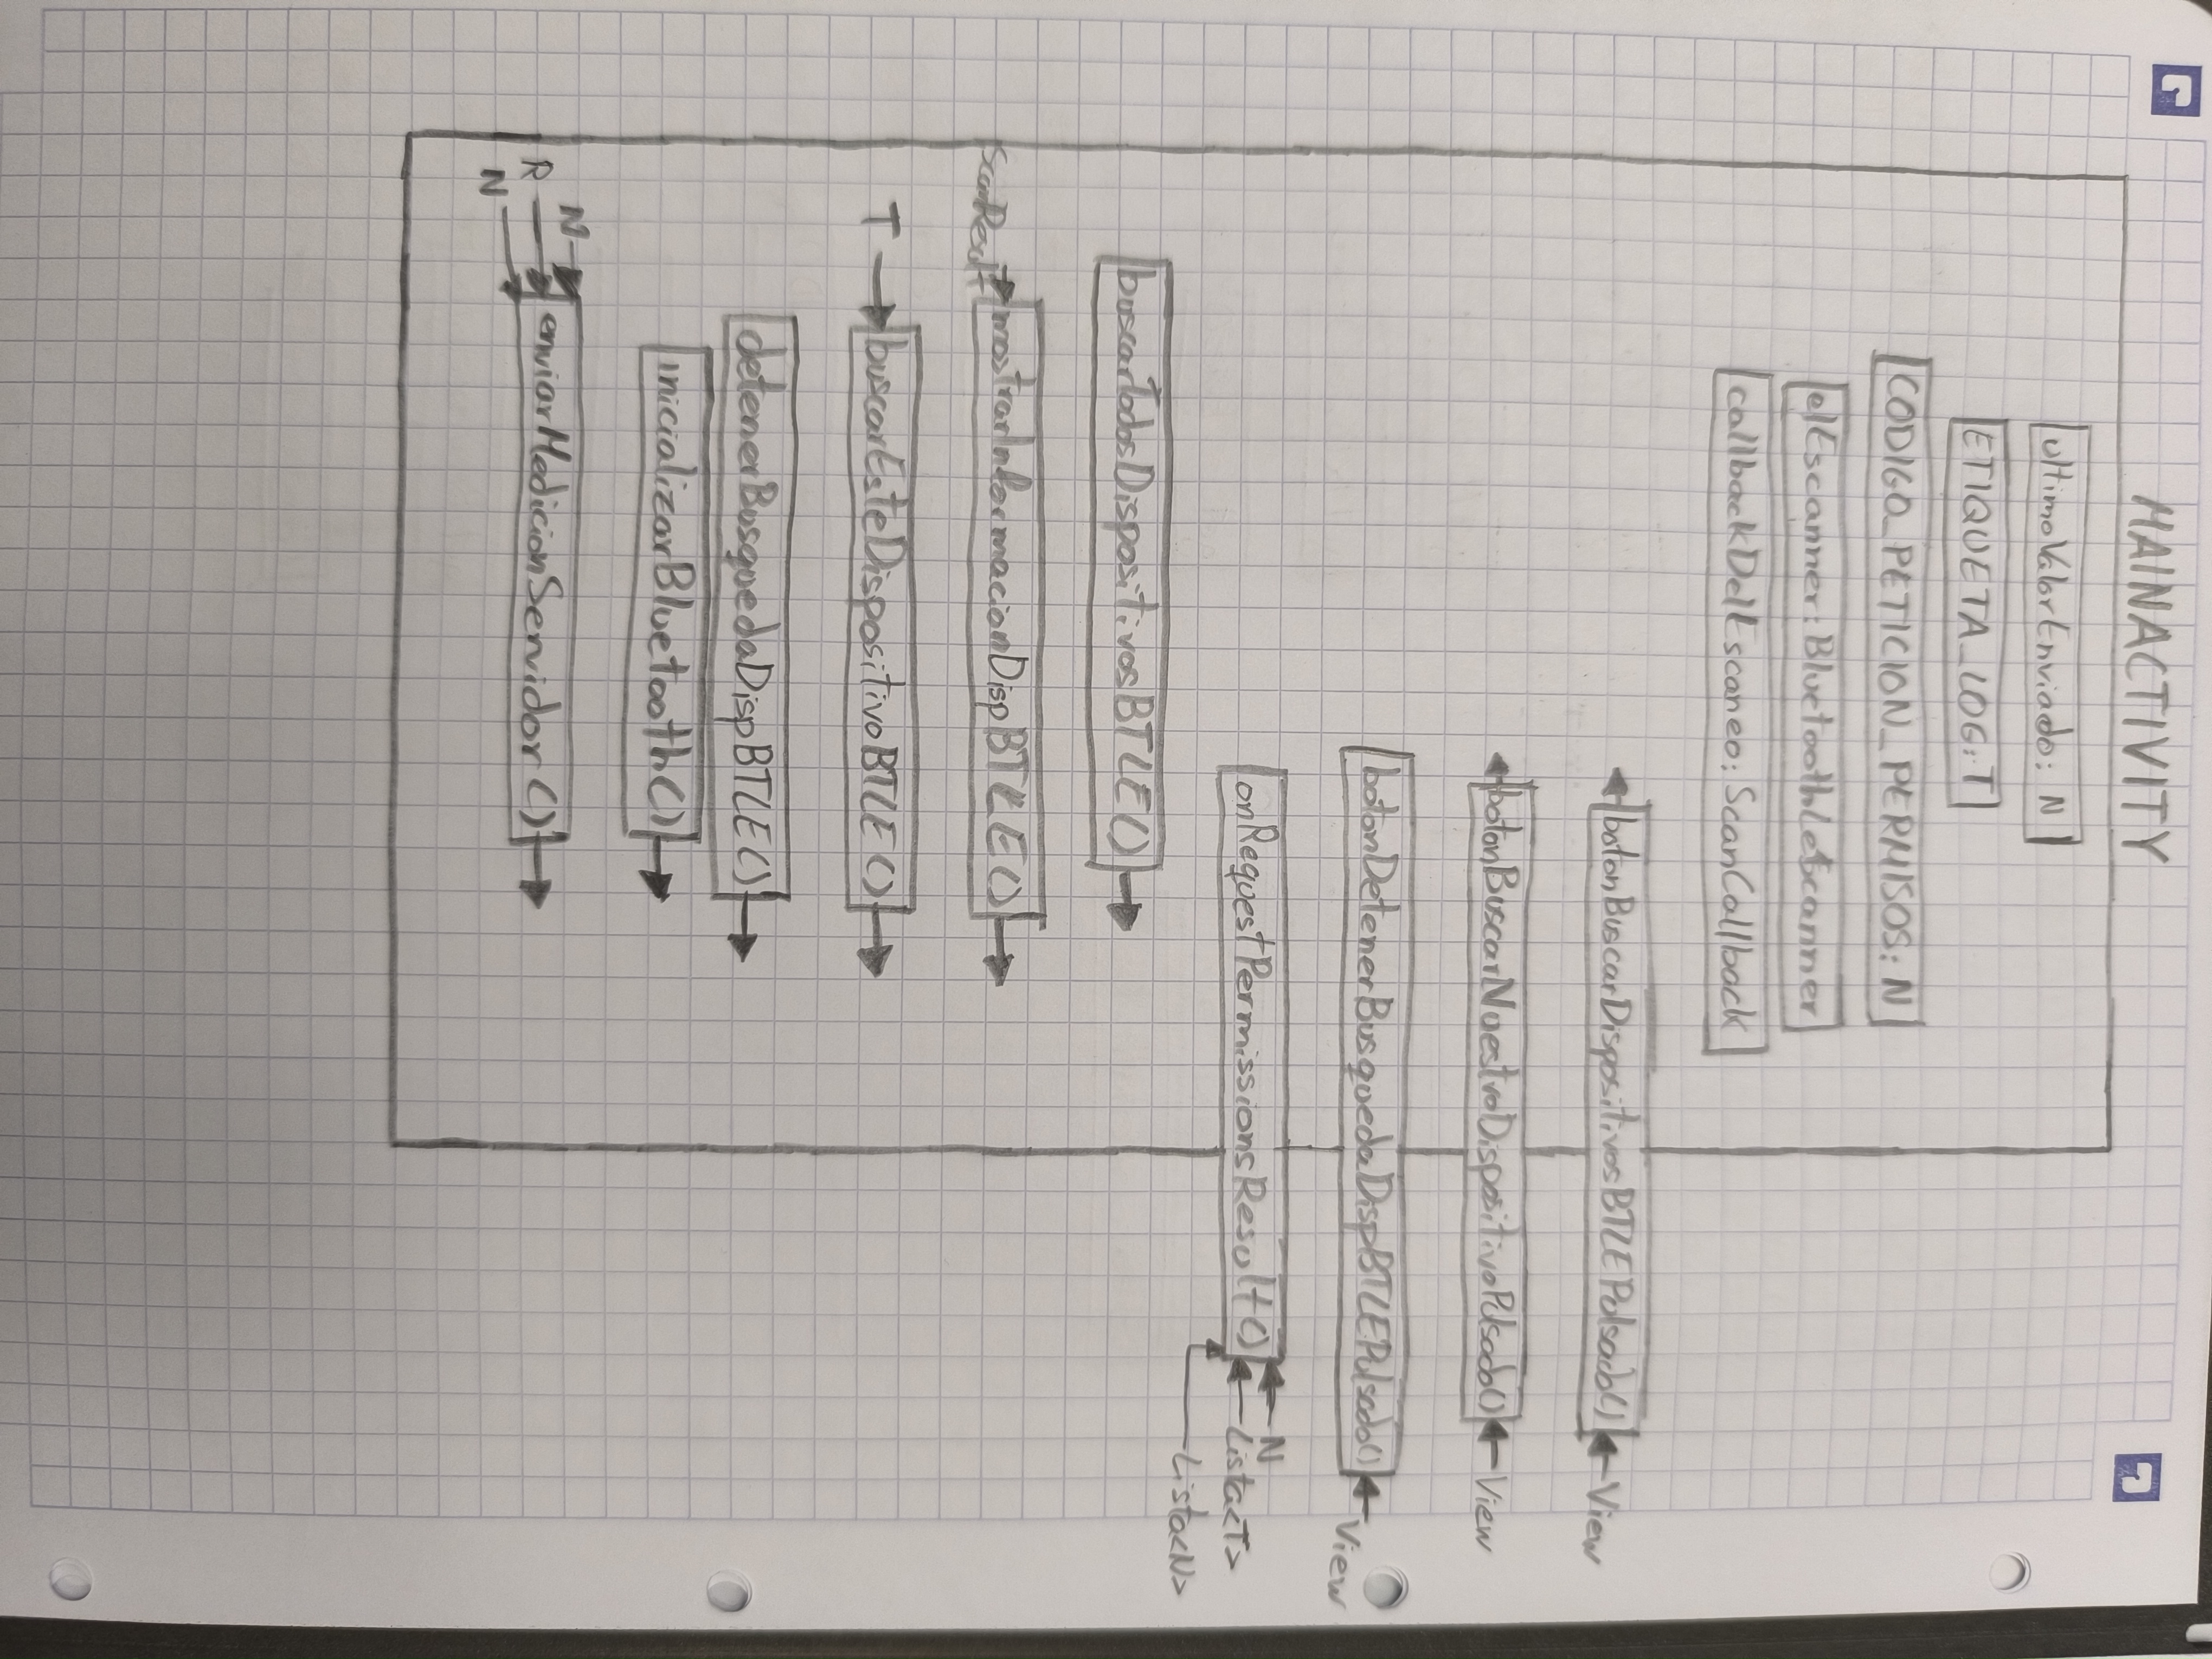 MAINACTIVITY
ultimoValorEnviado: N
ETIQUETA_LOG: T
CODIGO_PETICION_PERMISOS: N
elEscanner: BluetoothLeScanner
callbackDelEscaneo: ScanCallback
botonBuscarDispositivosBTLEPulsado() View
botonBuscarNuestroDispositivoPulsado() View
botonDetenerBusquedaDispBTLEPulsado() View
onRequestPermissionsResult() N
Lista<T>
Lista<N>
buscarTodosDispositivosBTLE()
ScanResult mostrarInformacionDispBTLE()
T buscarEsteDispositivoBTLE()
detenerBusquedaDispBTLE()
inicializarBluetooth()
N
R enviarMedicionServidor()
N